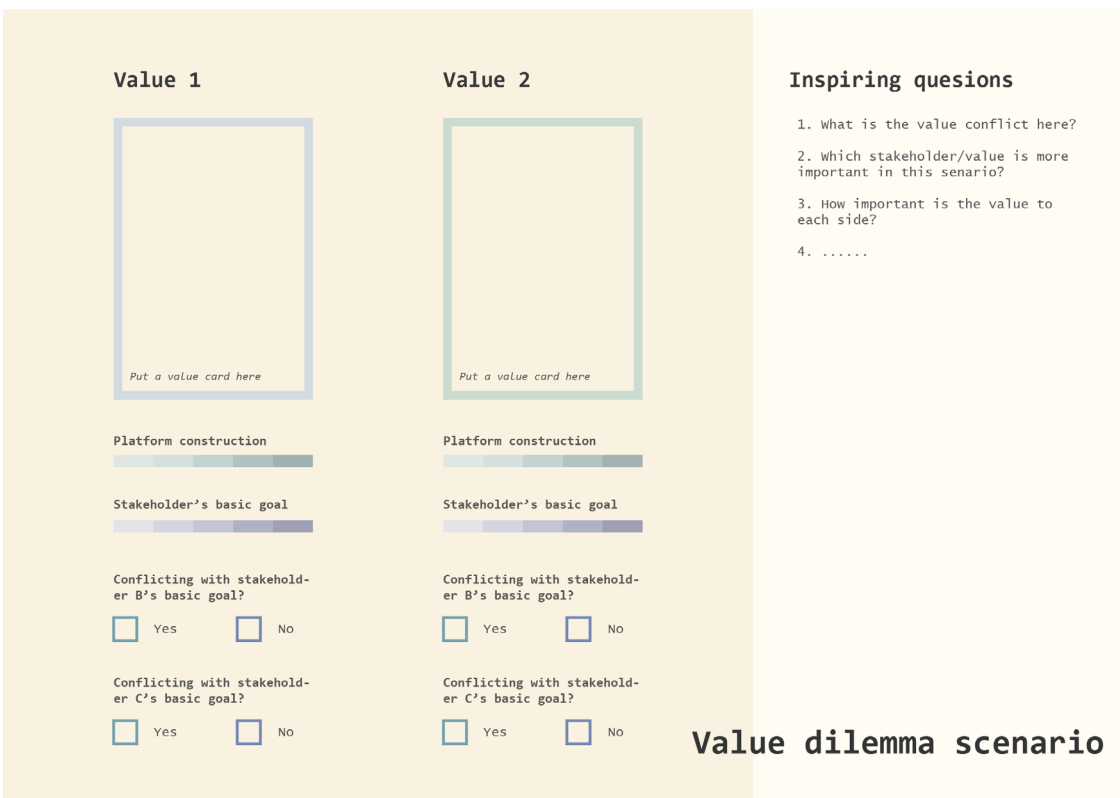 Value 1
Put a value card here
Platform construction
Stakeholder’s basic goal
Conflicting with stakehold-
er B’s basic goal?
Yes No
Conflicting with stakehold-
er C’s basic goal?
Yes No
Value 2
Put a value card here
Platform construction
Stakeholder’s basic goal
Conflicting with stakehold-
er B’s basic goal?
Yes No
Conflicting with stakehold-
er C’s basic goal?
Yes No
Inspiring quesions
1. What is the value conflict here?
2. Which stakeholder/value is more
important in this senario?
3. How important is the value to
each side?
4. ......
Value dilemma scenario